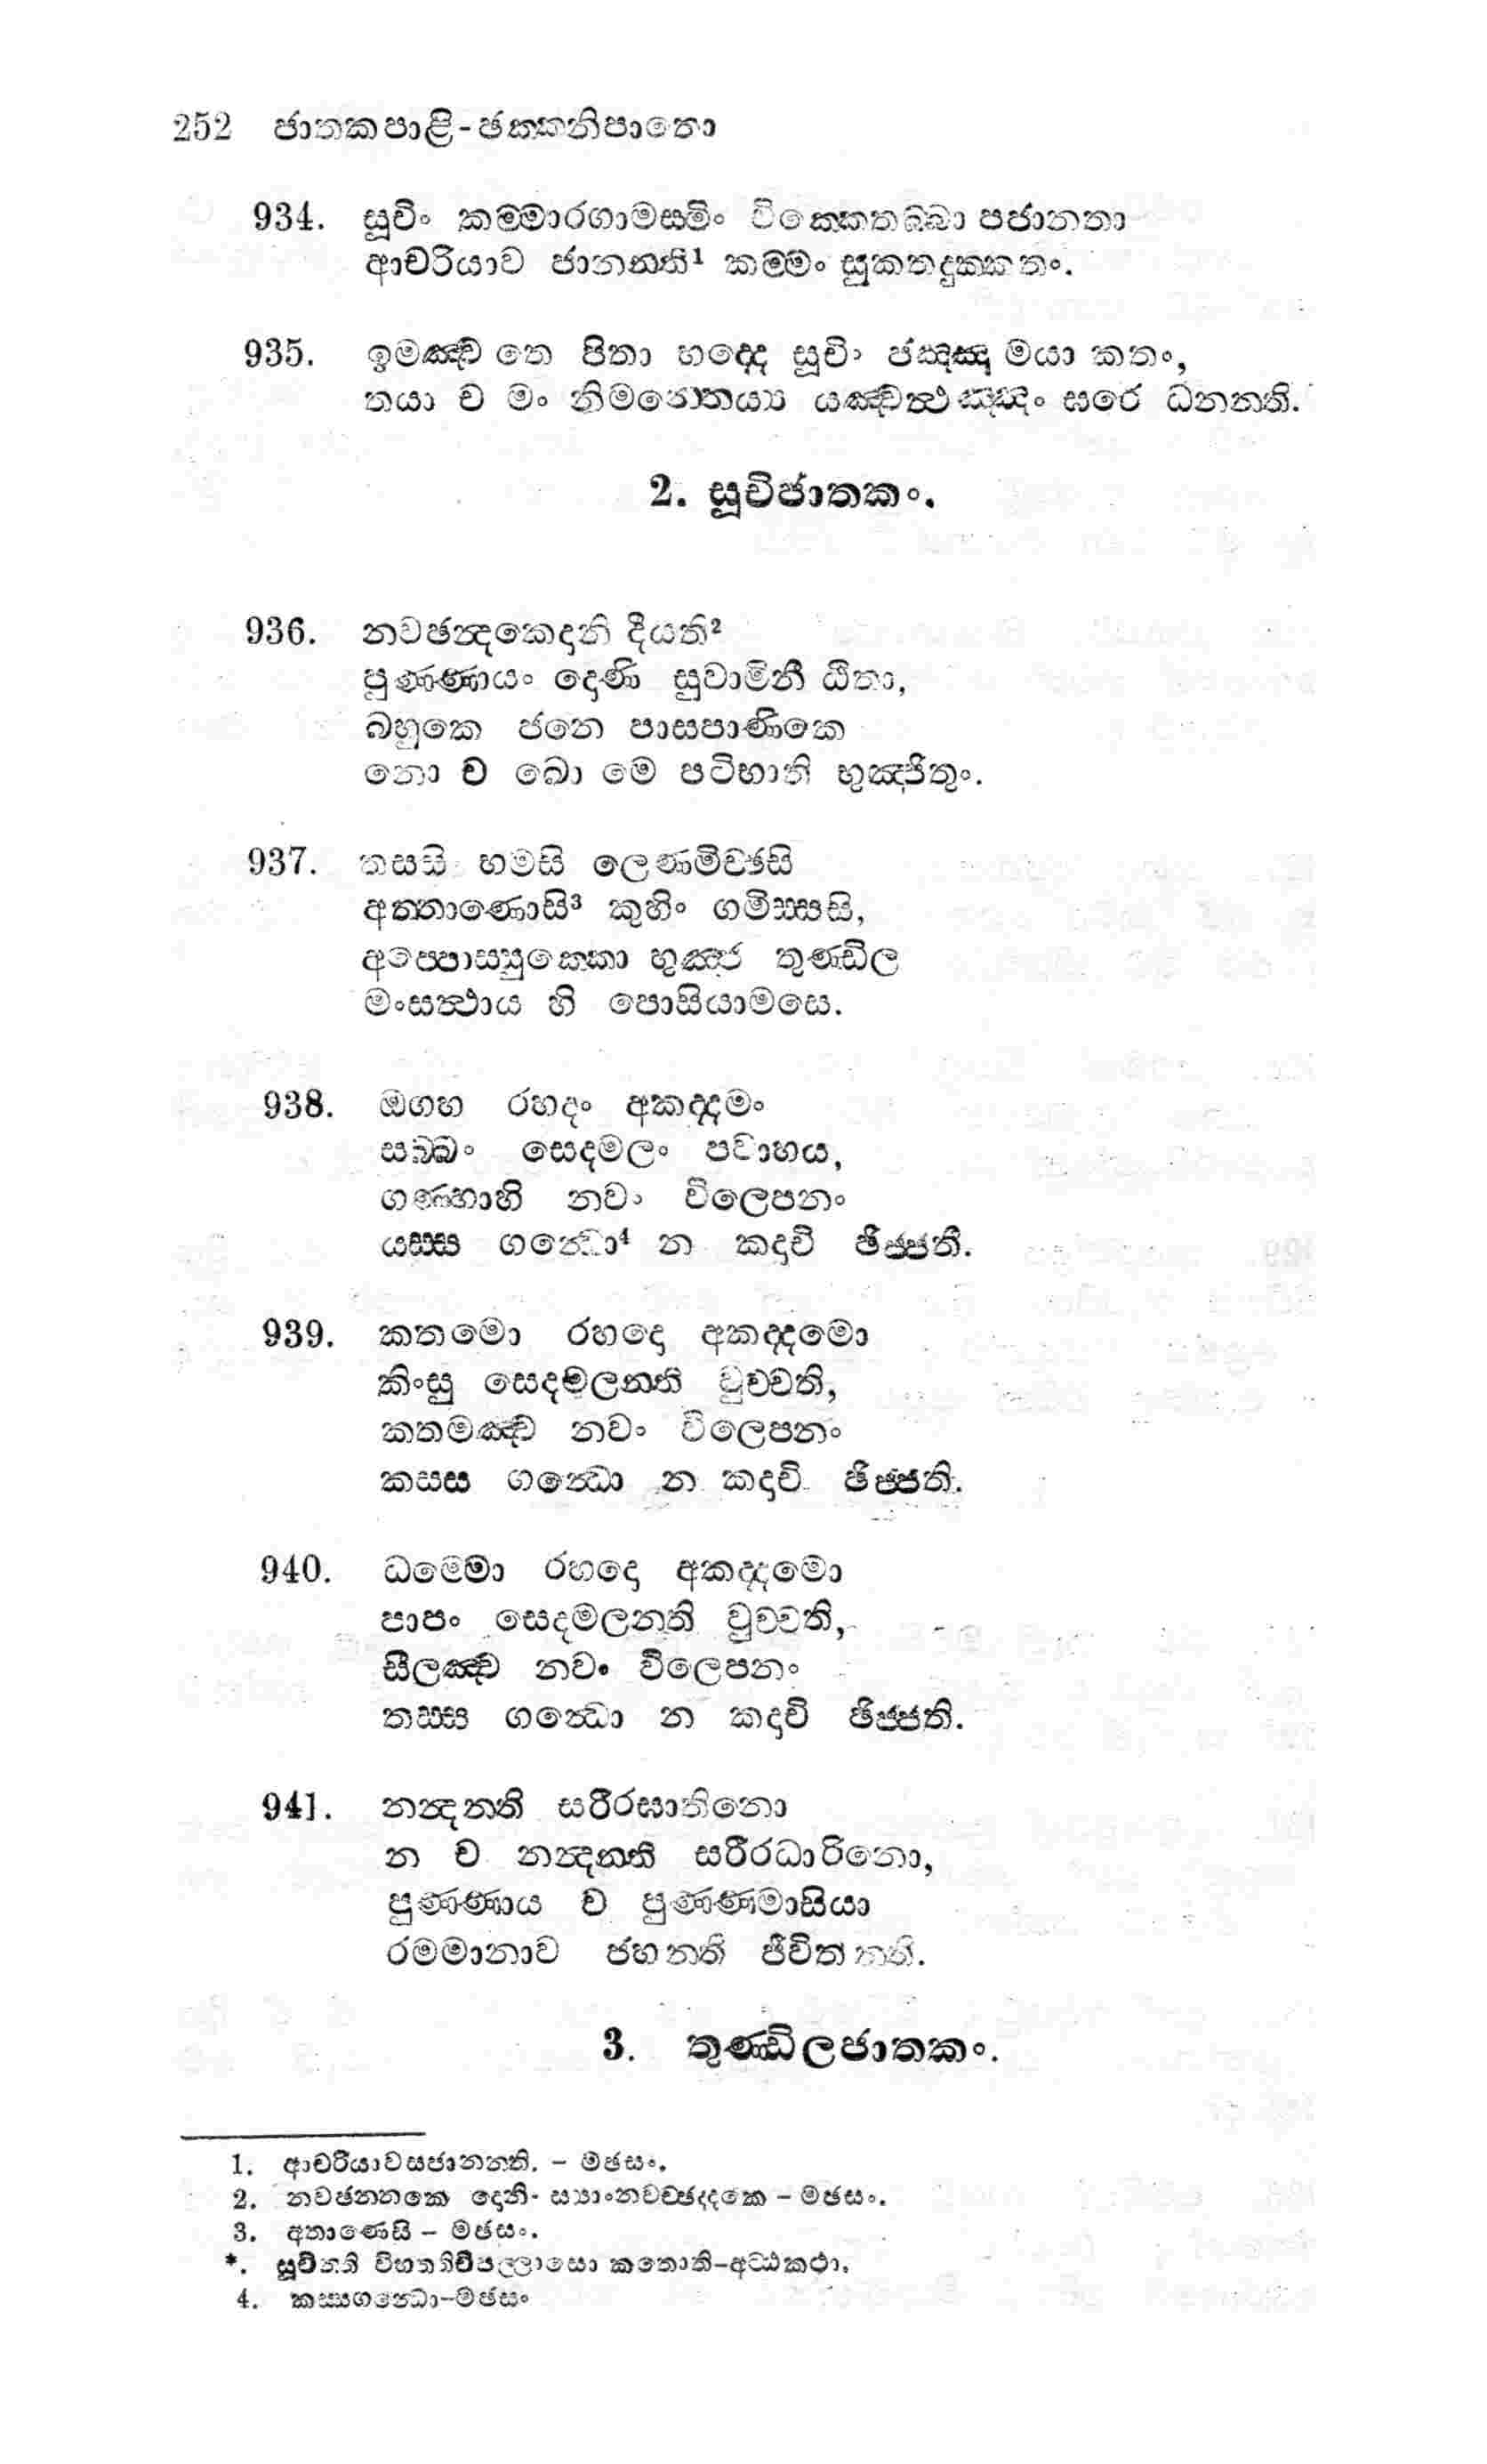 252 ජාතකපාළි - ඡක්කනිපාතො
934. සූචිං කම්මාරගාමස්මිං විකෙකතබ්බා පජානතා
ආචරියාව ජානන්ති1 කම්මං සුකතදුක්කතං.
935. ඉමඤ්ච තෙ පිතා භද්දෙ සූචිං ජඤ්ඤා මයා කතං,
තයා ච මං නිමන්තෙය්‍ය යඤ්චත්ථඤ්ඤං ඝරෙ ධනන්ති.
2. සූචිජාතකං.
936. නවඡන්දකෙදානි දීයති2
පුණ්ණායං දොණි සුවාමිනී ඨිතා,
බහුකෙ ජනෙ පාසපාණිකෙ
නො ච ඛො මෙ පටිභාති භුඤ්ජිතුං.
937. තසසි භමසි ලෙණමිච්ඡසි
අත්තාණොසි3 කුහිං ගමිස්සසි,
අප්පොස්සුක්කො භුඤ්ජ තුණ්ඩිල
මංසත්ථාය හි පොසියාමසෙ.
938. ඔගහ රහදං අකද්දමං
සබ්බං සෙදමලං පවාහය,
ගණ්හාහි නවං විලෙපනං
යස්ස ගන්ධො4 න කදාචි ඡිජ්ජති.
939. කතමො රහදො අකද්දමො
කිංසු සෙදමලන්ති වුච්චති,
කතමඤ්ච නවං විලෙපනං
කස්ස ගන්ධො න කදාචි ඡිජ්ජති.
940. ධම්මො රහදො අකද්දමො
පාපං සෙදමලන්ති වුච්චති,
සීලඤ්ච නවං විලෙපනං
තස්ස ගන්ධො න කදාචි ඡිජ්ජති.
941. නන්දන්ති සරීරඝාතිනො
න ච නන්දන්ති සරීරධාරිනො,
පුණ්ණාය ච පුණ්ණමාසියා
රමමානාව ජහන්ති ජීවිතන්ති.
3. තුණ්ඩිලජාතකං.
1. ආචරියාවසජානන්ති. - මඡසං.
2. නවඡන්නකෙ දොනි- ස්‍යාංනවච්ඡද්දකෙ - මඡසං.
3. අතාණෙසි - මඡසං.
*. සූචින්ති විභත්තිවිපල්ලාසො කතොති-අට්ඨකථා.
4. කස්සගන්ධො-මඡසං